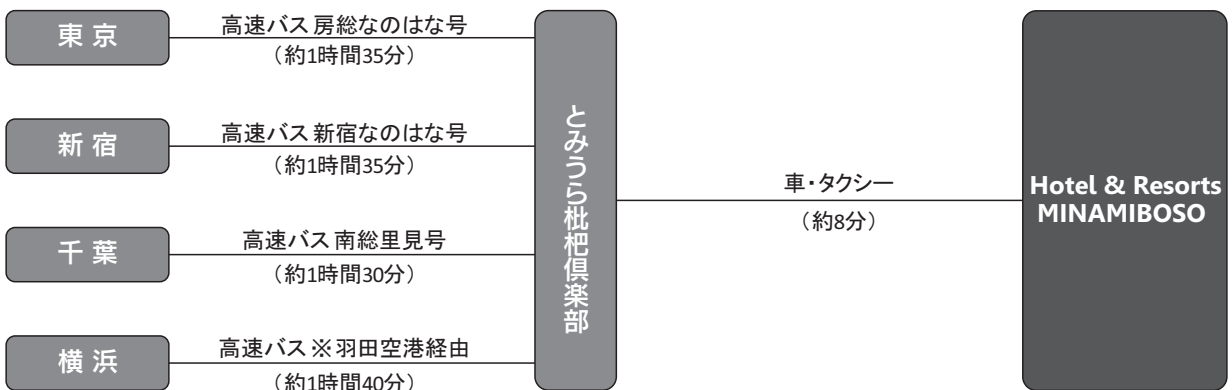 東京
高速バス 房総なのはな号
（約1時間35分）
新宿
高速バス 新宿なのはな号
（約1時間35分）
千葉
高速バス 南総里見号
（約1時間30分）
横浜
高速バス ※羽田空港経由
（約1時間40分）
とみうら枇杷倶楽部
車・タクシー
（約8分）
Hotel & Resorts
MINAMIBOSO